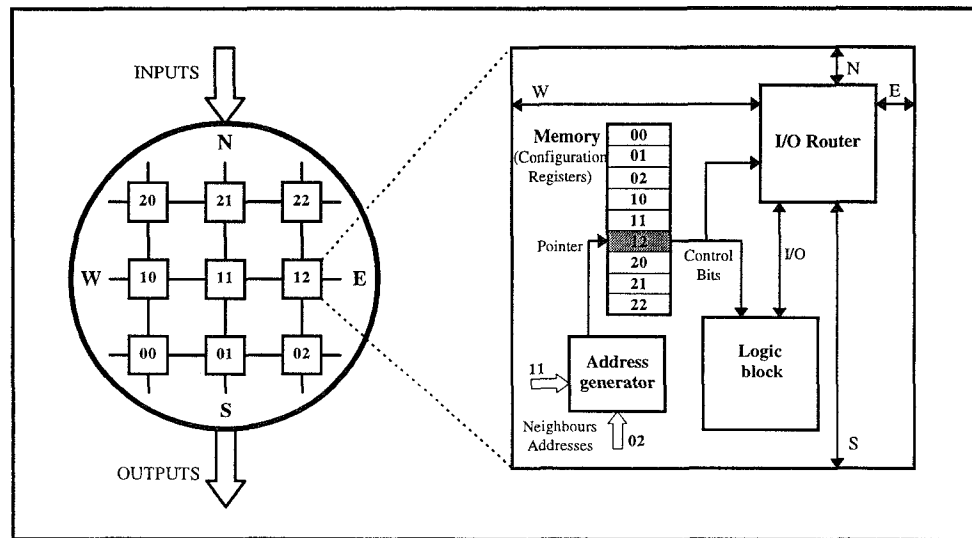 INPUTS
N
20 21 22
W 10 11 12 E
00 01 02
S
OUTPUTS
N
W
E
I/O Router
Memory
(Configuration
Registers)
00
01
02
10
11
12
20
21
22
Pointer
Control
Bits
I/O
Address
generator
11
Neighbours
Addresses
02
Logic
block
S